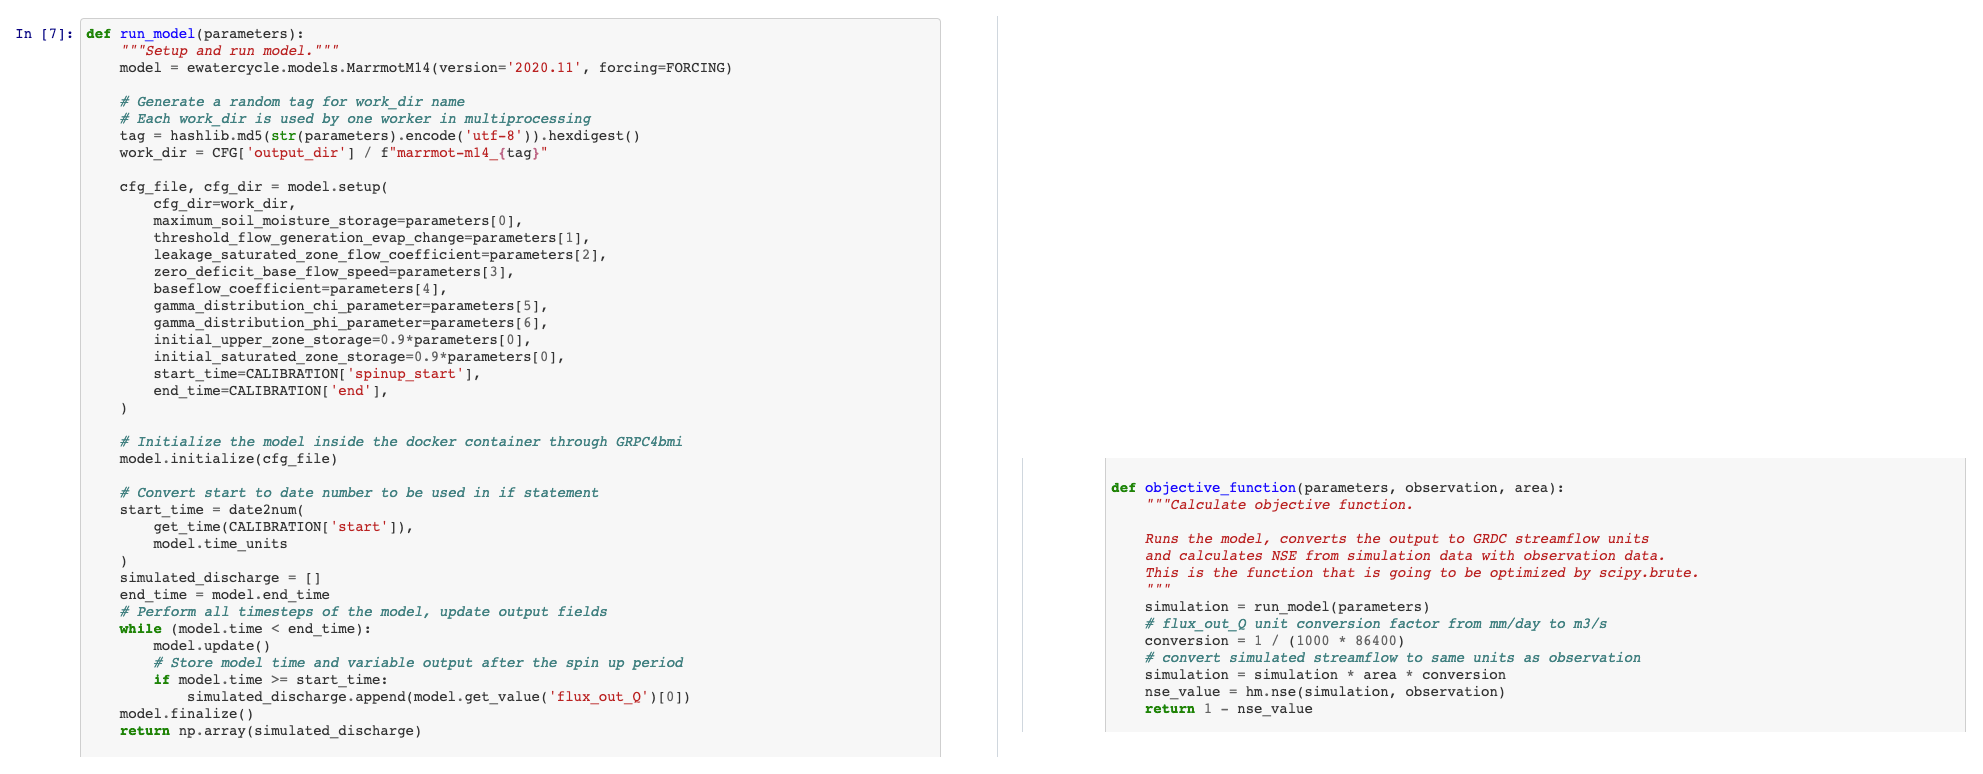 In [7]:
def run_model(parameters):
    """Setup and run model."""
    model = ewatercycle.models.MarrmotM14(version='2020.11', forcing=FORCING)

    # Generate a random tag for work_dir name
    # Each work_dir is used by one worker in multiprocessing
    tag = hashlib.md5(str(parameters).encode('utf-8')).hexdigest()
    work_dir = CFG['output_dir'] / f"marrmot-m14_{tag}"

    cfg_file, cfg_dir = model.setup(
        cfg_dir=work_dir,
        maximum_soil_moisture_storage=parameters[0],
        threshold_flow_generation_evap_change=parameters[1],
        leakage_saturated_zone_flow_coefficient=parameters[2],
        zero_deficit_base_flow_speed=parameters[3],
        baseflow_coefficient=parameters[4],
        gamma_distribution_chi_parameter=parameters[5],
        gamma_distribution_phi_parameter=parameters[6],
        initial_upper_zone_storage=0.9*parameters[0],
        initial_saturated_zone_storage=0.9*parameters[0],
        start_time=CALIBRATION['spinup_start'],
        end_time=CALIBRATION['end'],
    )

    # Initialize the model inside the docker container through GRPC4bmi
    model.initialize(cfg_file)

    # Convert start to date number to be used in if statement
    start_time = date2num(
        get_time(CALIBRATION['start']),
        model.time_units
    )
    simulated_discharge = []
    end_time = model.end_time
    # Perform all timesteps of the model, update output fields
    while (model.time < end_time):
        model.update()
        # Store model time and variable output after the spin up period
        if model.time >= start_time:
            simulated_discharge.append(model.get_value('flux_out_Q')[0])
    model.finalize()
    return np.array(simulated_discharge)

def objective_function(parameters, observation, area):
    """Calculate objective function.

    Runs the model, converts the output to GRDC streamflow units
    and calculates NSE from simulation data with observation data.
    This is the function that is going to be optimized by scipy.brute.
    """
    simulation = run_model(parameters)
    # flux_out_Q unit conversion factor from mm/day to m3/s
    conversion = 1 / (1000 * 86400)
    # convert simulated streamflow to same units as observation
    simulation = simulation * area * conversion
    nse_value = hm.nse(simulation, observation)
    return 1 - nse_value